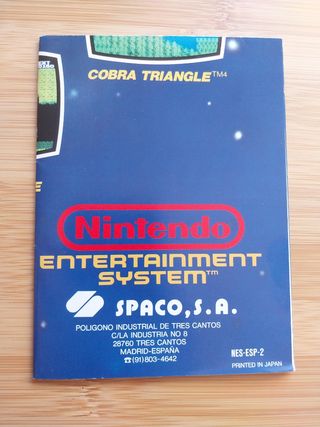 COBRA TRIANGLE™4
Nintendo
ENTERTAINMENT
SYSTEM™
SPACO, S.A.
POLIGONO INDUSTRIAL DE TRES CANTOS
C/LA INDUSTRIA NO 8
28760 TRES CANTOS
MADRID-ESPAÑA
☎(91)803-4642
NES-ESP-2
PRINTED IN JAPAN